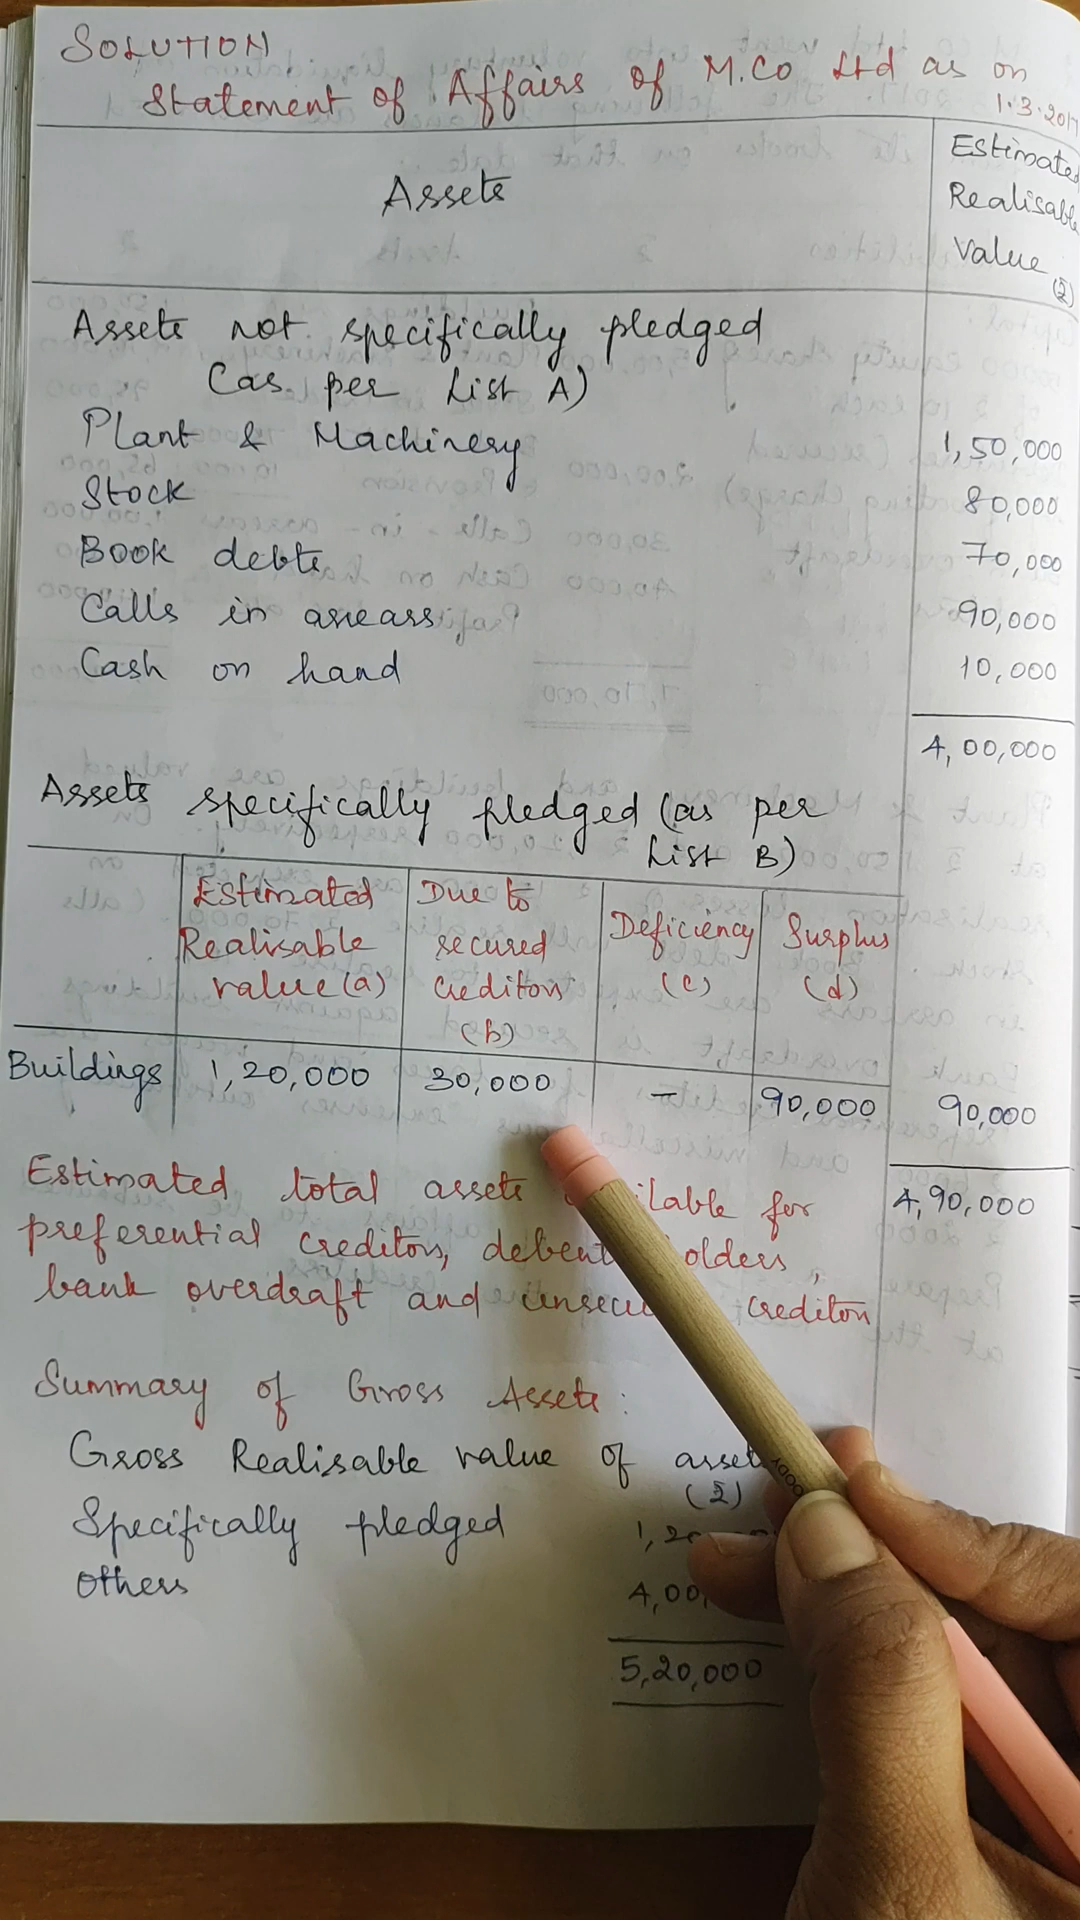 SOLUTION
Statement of Affairs of M.Co Ltd as on
1.3.2017
Assets
Estimated
Realisable
Value
(₹)
Assets not specifically pledged
(as per List A)
Plant & Machinery 1,50,000
Stock 80,000
Book debts 70,000
Calls in arrears 90,000
Cash on hand 10,000
4,00,000
Assets specifically pledged (as per
List B)
Estimated Realisable value (a)
Due to secured creditors (b)
Deficiency (c)
Surplus (d)
Buildings 1,20,000 30,000 – 90,000 90,000
Estimated total assets for 4,90,000
preferential creditors,
bank overdraft and creditors
Summary of Gross Assets:
Gross Realisable value of
(₹)
Specifically pledged
Others
5,20,000